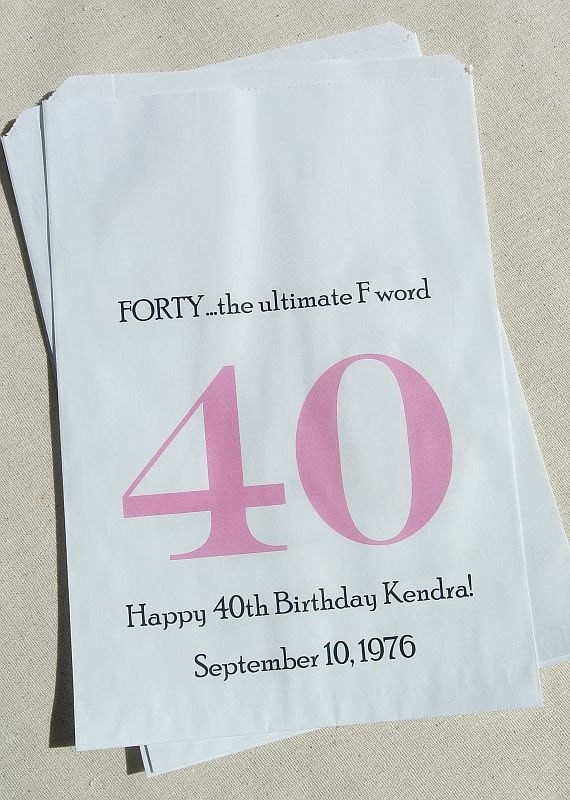 FORTY...the ultimate F word
40
Happy 40th Birthday Kendra!
September 10, 1976